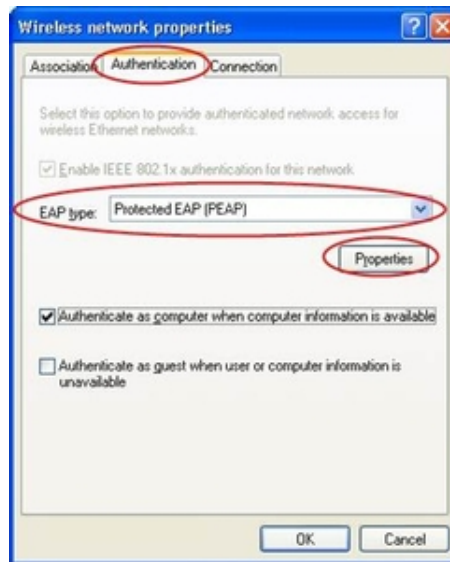 Wireless network properties
Association Authentication Connection
Select this option to provide authenticated network access for
wireless Ethernet networks.
Enable IEEE 802.1x authentication for this network
EAP type: Protected EAP (PEAP)
Properties
Authenticate as computer when computer information is available
Authenticate as guest when user or computer information is
unavailable
OK Cancel